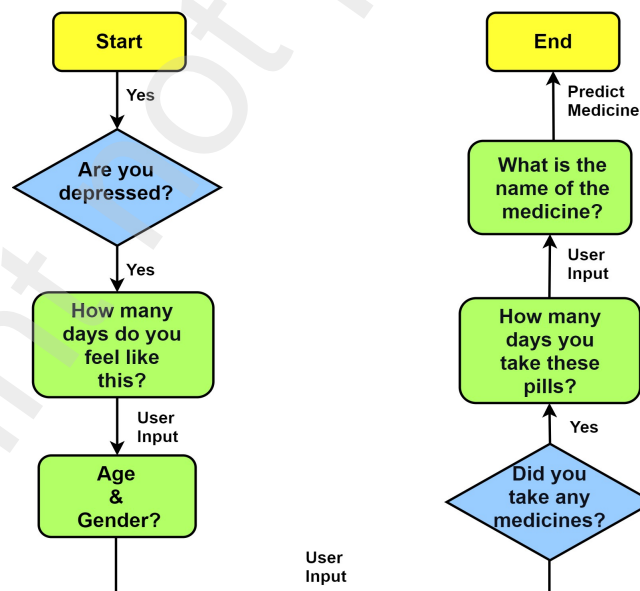 Start
Yes
Are you
depressed?
Yes
How many
days do you
feel like
this?
User
Input
Age
&
Gender?
User
Input
Did you
take any
medicines?
Yes
How many
days you
take these
pills?
User
Input
What is the
name of the
medicine?
Predict
Medicine
End